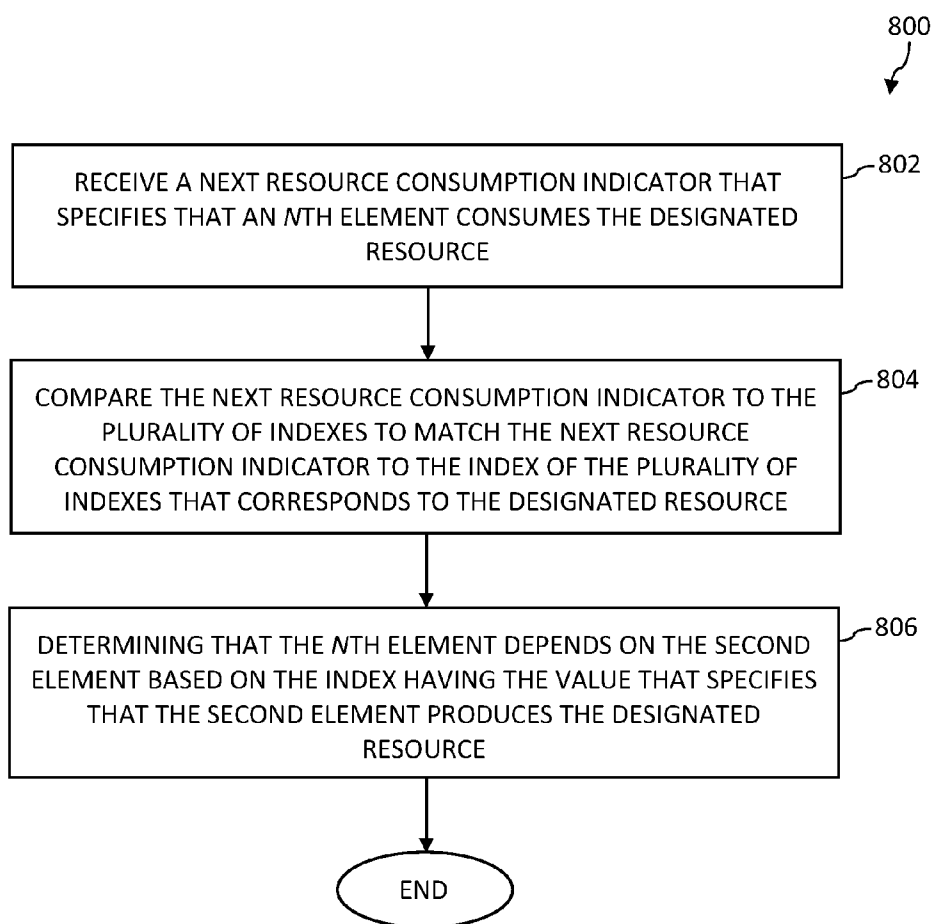 800
RECEIVE A NEXT RESOURCE CONSUMPTION INDICATOR THAT
SPECIFIES THAT AN NTH ELEMENT CONSUMES THE DESIGNATED
RESOURCE
802
COMPARE THE NEXT RESOURCE CONSUMPTION INDICATOR TO THE
PLURALITY OF INDEXES TO MATCH THE NEXT RESOURCE
CONSUMPTION INDICATOR TO THE INDEX OF THE PLURALITY OF
INDEXES THAT CORRESPONDS TO THE DESIGNATED RESOURCE
804
DETERMINING THAT THE NTH ELEMENT DEPENDS ON THE SECOND
ELEMENT BASED ON THE INDEX HAVING THE VALUE THAT SPECIFIES
THAT THE SECOND ELEMENT PRODUCES THE DESIGNATED
RESOURCE
806
END